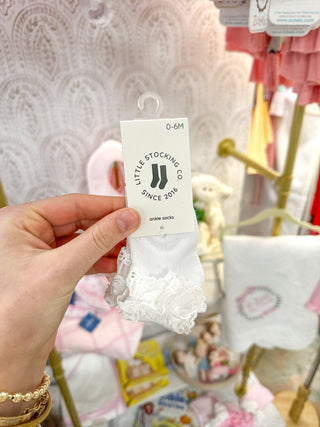 0-6M
LITTLE STOCKING CO.
SINCE 2016
ankle socks